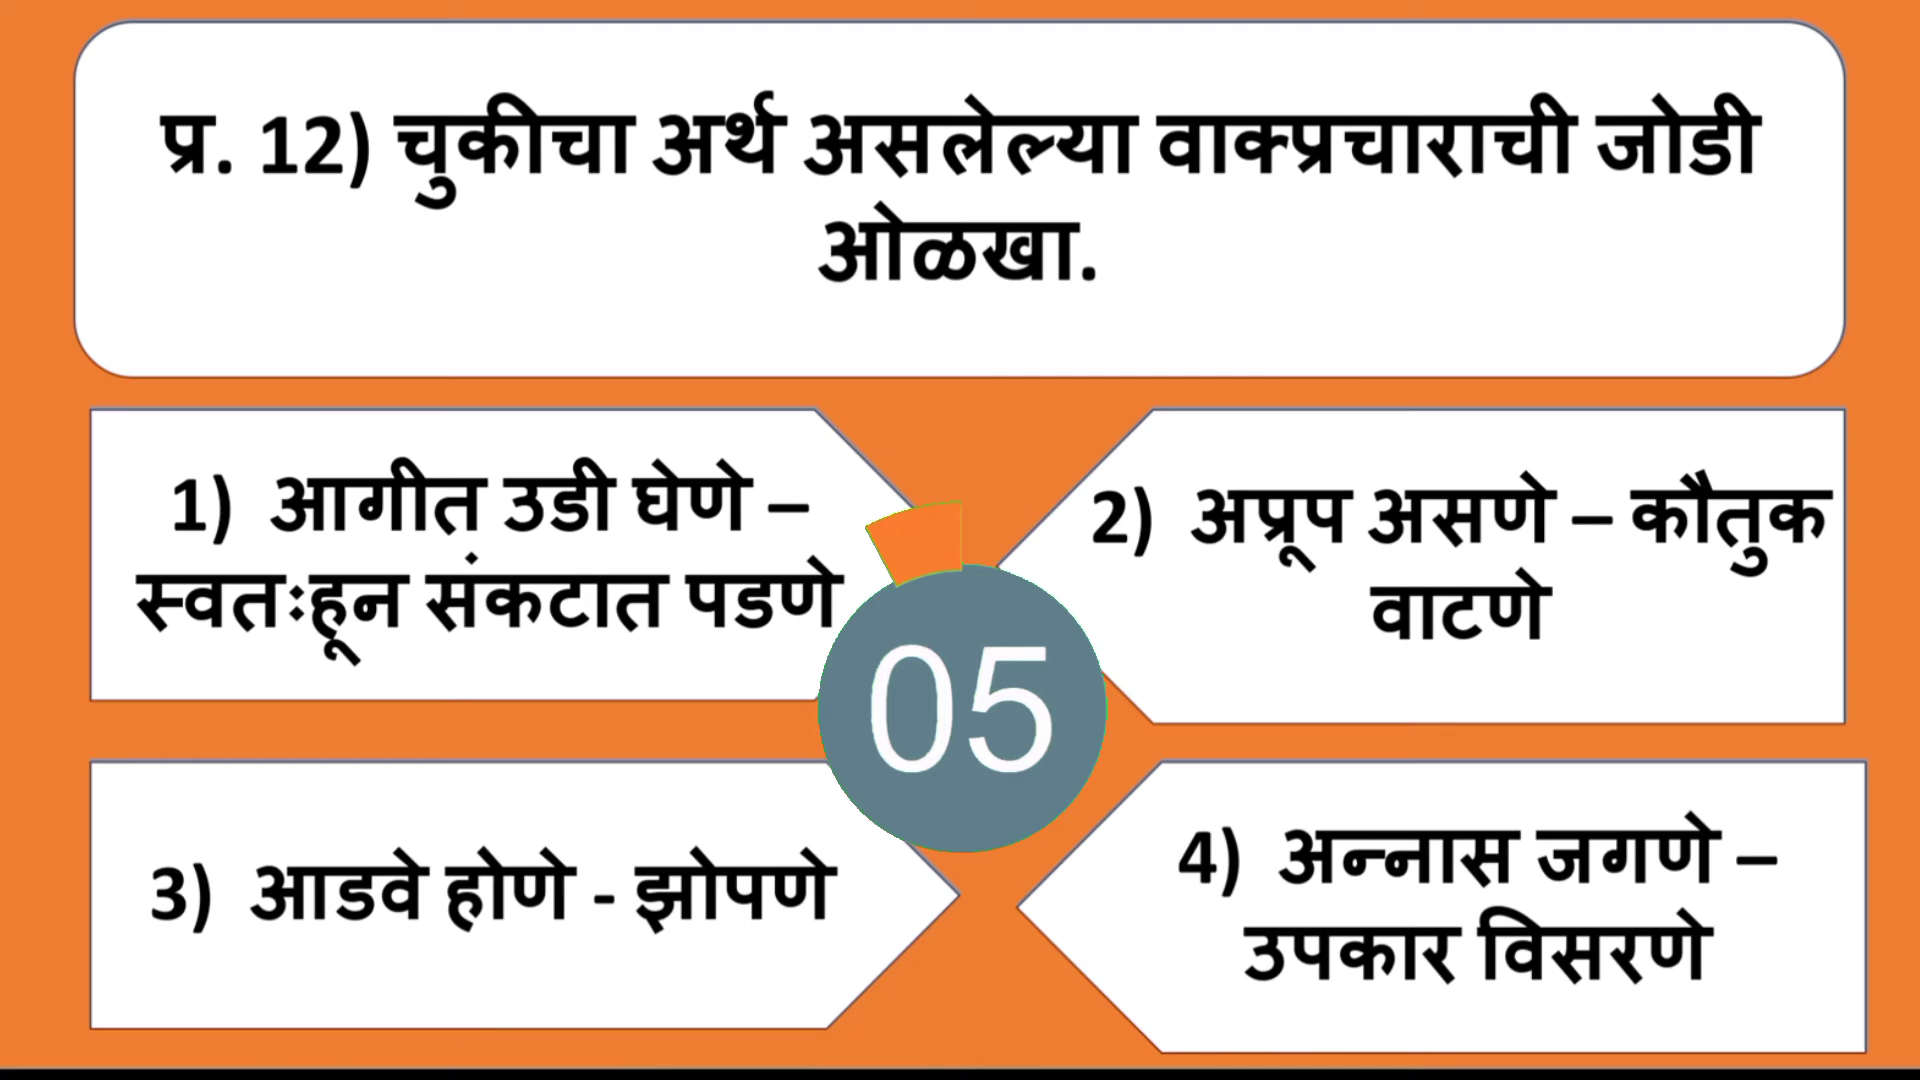 प्र. 12) चुकीचा अर्थ असलेल्या वाक्प्रचाराची जोडी
ओळखा.
1) आगीत उडी घेणे –
स्वतःहून संकटात पडणे
2) अप्रूप असणे – कौतुक
वाटणे
05
3) आडवे होणे - झोपणे
4) अन्नास जगणे –
उपकार विसरणे